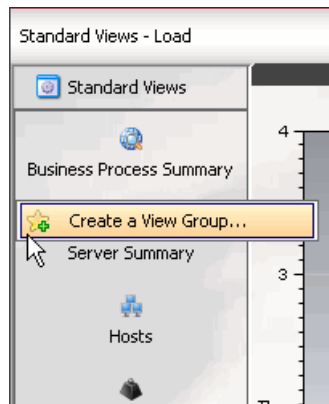 Standard Views - Load
Standard Views
Business Process Summary
Create a View Group...
Server Summary
Hosts
4
3